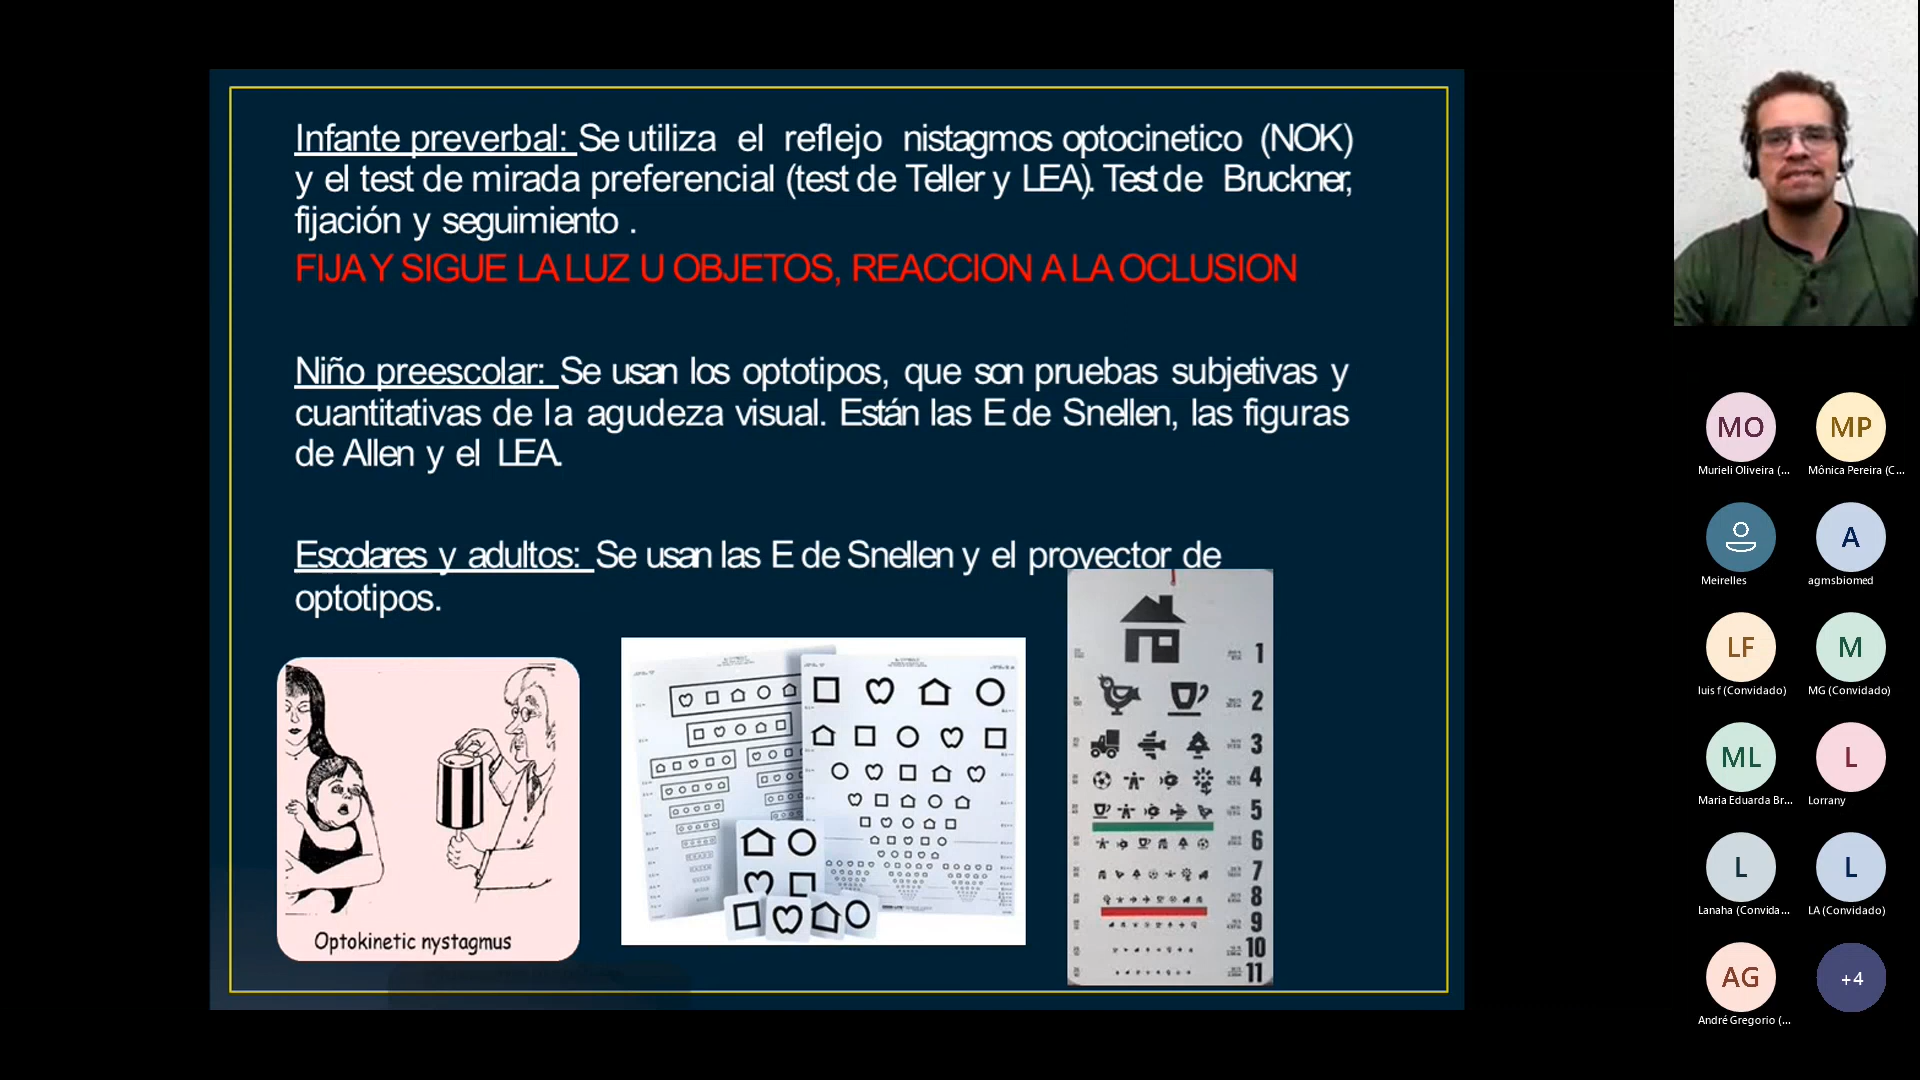 Infante preverbal: Se utiliza el reflejo nistagmos optocinetico (NOK)
y el test de mirada preferencial (test de Teller y LEA). Test de Bruckner,
fijación y seguimiento .
FIJA Y SIGUE LA LUZ U OBJETOS, REACCION A LA OCLUSION
Niño preescolar: Se usan los optotipos, que son pruebas subjetivas y
cuantitativas de la agudeza visual. Están las E de Snellen, las figuras
de Allen y el LEA.
Escolares y adultos: Se usan las E de Snellen y el proyector de
optotipos.
Optokinetic nystagmus
1
2
3
4
5
6
7
8
9
10
11
MO
Murieli Oliveira (...
MP
Mônica Pereira (C...
Meirelles
A
agmsbiomed
LF
luis f (Convidado)
M
MG (Convidado)
ML
Maria Eduarda Br...
L
Lorrany
L
Lanaha (Convida...
L
LA (Convidado)
AG
André Gregorio (...
+4